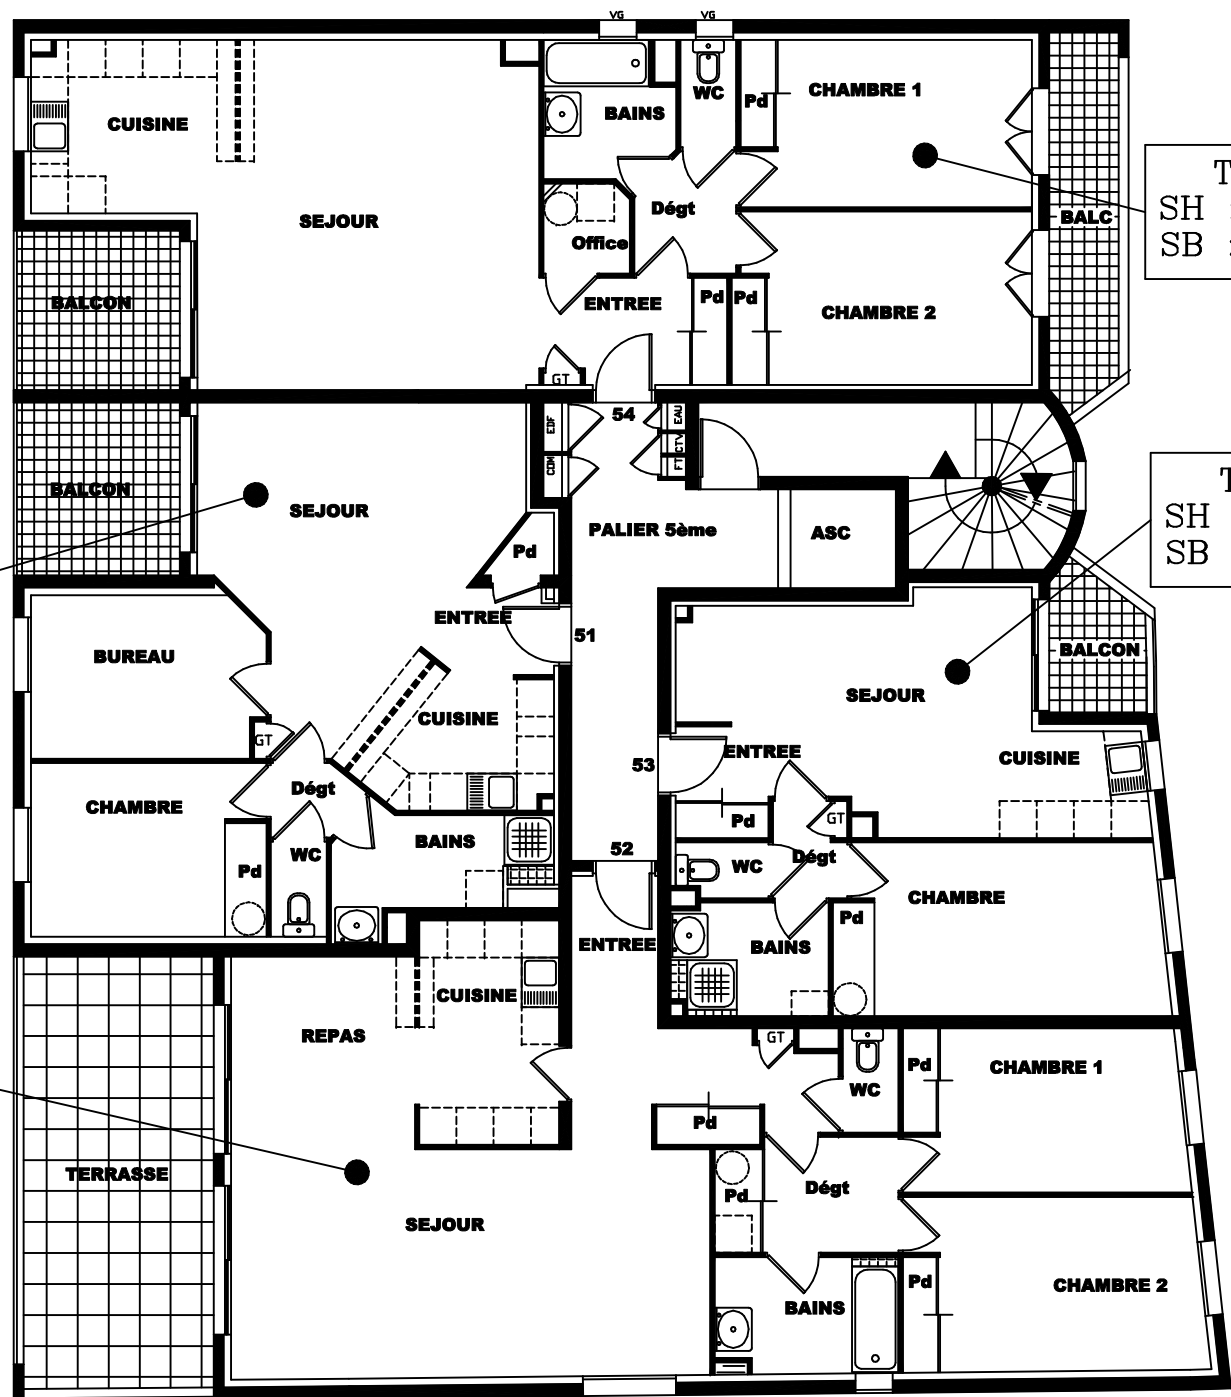 VG
VG
CUISINE
BAINS
WC
Pd
CHAMBRE 1
SEJOUR
Dégt
BALC
T
SH
SB
Office
BALCON
ENTREE
Pd
Pd
CHAMBRE 2
GT
54
EDF
EAU
CTV
COM
FT
BALCON
SEJOUR
PALIER 5ème
ASC
T
SH
SB
Pd
ENTREE
51
BUREAU
BALCON
SEJOUR
CUISINE
GT
53
ENTREE
CUISINE
CHAMBRE
Dégt
Pd
GT
WC
BAINS
52
WC
Dégt
Pd
CHAMBRE
Pd
ENTREE
BAINS
CUISINE
REPAS
GT
WC
Pd
CHAMBRE 1
Pd
TERRASSE
Dégt
Pd
SEJOUR
Pd
CHAMBRE 2
BAINS